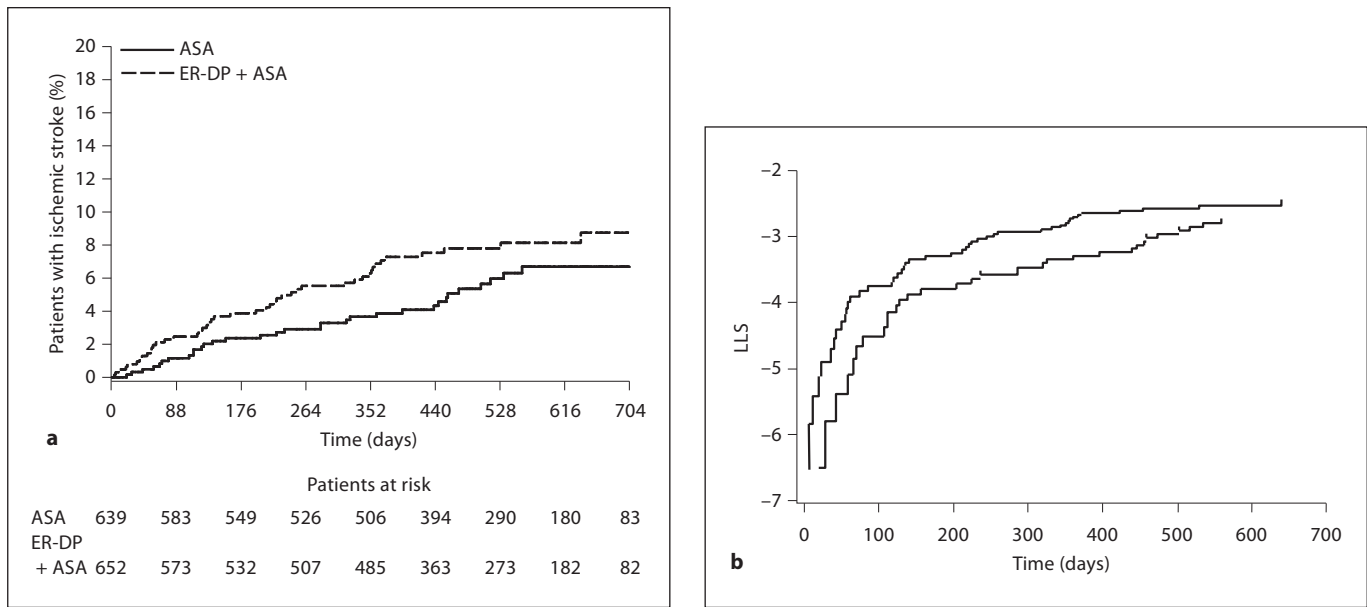 Patients with ischemic stroke (%)
20
18
16
14
12
10
8
6
4
2
0
ASA
ER-DP + ASA
0 88 176 264 352 440 528 616 704
a
Time (days)
Patients at risk
ASA 639 583 549 526 506 394 290 180 83
ER-DP
+ ASA 652 573 532 507 485 363 273 182 82
LLS
–2
–3
–4
–5
–6
–7
0 100 200 300 400 500 600 700
b
Time (days)